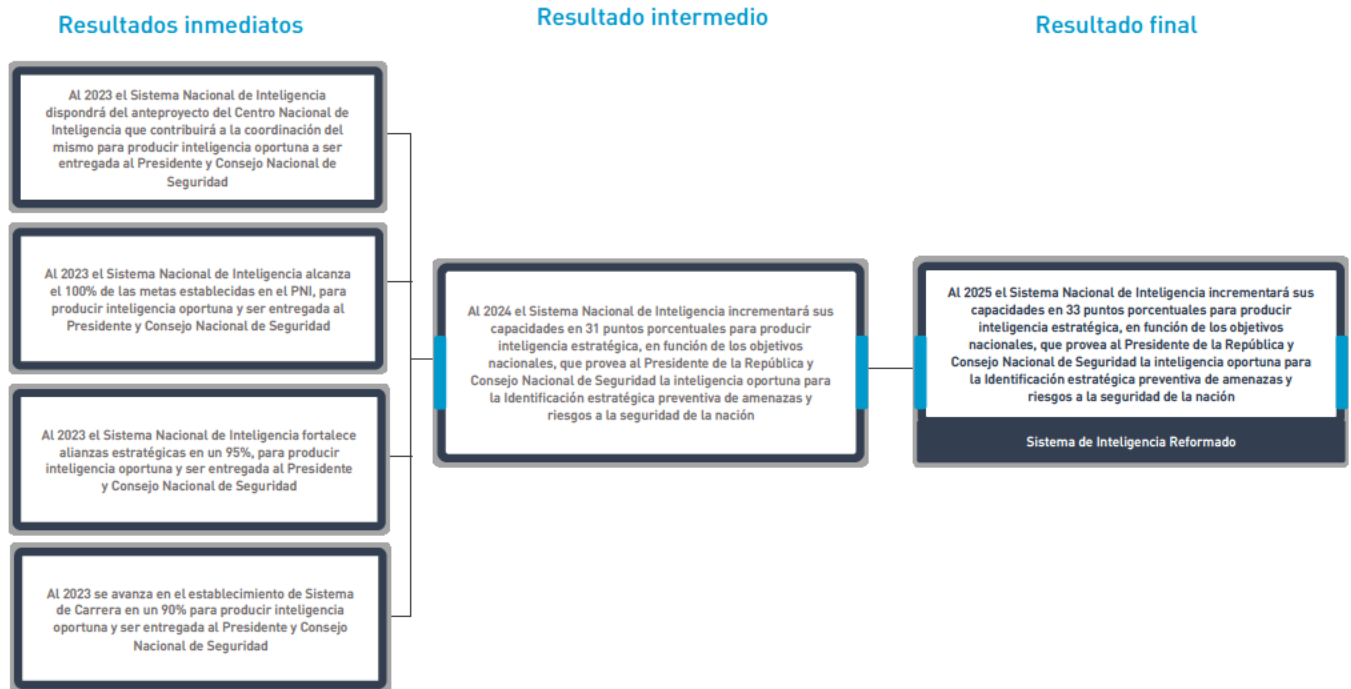 Resultados inmediatos
Resultado intermedio
Resultado final
Al 2023 el Sistema Nacional de Inteligencia
dispondrá del anteproyecto del Centro Nacional de
Inteligencia que contribuirá a la coordinación del
mismo para producir inteligencia oportuna a ser
entregada al Presidente y Consejo Nacional de
Seguridad
Al 2023 el Sistema Nacional de Inteligencia alcanza
el 100% de las metas establecidas en el PNI, para
producir inteligencia oportuna y ser entregada al
Presidente y Consejo Nacional de Seguridad
Al 2023 el Sistema Nacional de Inteligencia fortalece
alianzas estratégicas en un 95%, para producir
inteligencia oportuna y ser entregada al Presidente
y Consejo Nacional de Seguridad
Al 2023 se avanza en el establecimiento de Sistema
de Carrera en un 90% para producir inteligencia
oportuna y ser entregada al Presidente y Consejo
Nacional de Seguridad
Al 2024 el Sistema Nacional de Inteligencia incrementará sus
capacidades en 31 puntos porcentuales para producir
inteligencia estratégica, en función de los objetivos
nacionales, que provea al Presidente de la República y
Consejo Nacional de Seguridad la inteligencia oportuna para
la Identificación estratégica preventiva de amenazas y
riesgos a la seguridad de la nación
Al 2025 el Sistema Nacional de Inteligencia incrementará sus
capacidades en 33 puntos porcentuales para producir
inteligencia estratégica, en función de los objetivos
nacionales, que provea al Presidente de la República y
Consejo Nacional de Seguridad la inteligencia oportuna para
la Identificación estratégica preventiva de amenazas y
riesgos a la seguridad de la nación
Sistema de Inteligencia Reformado